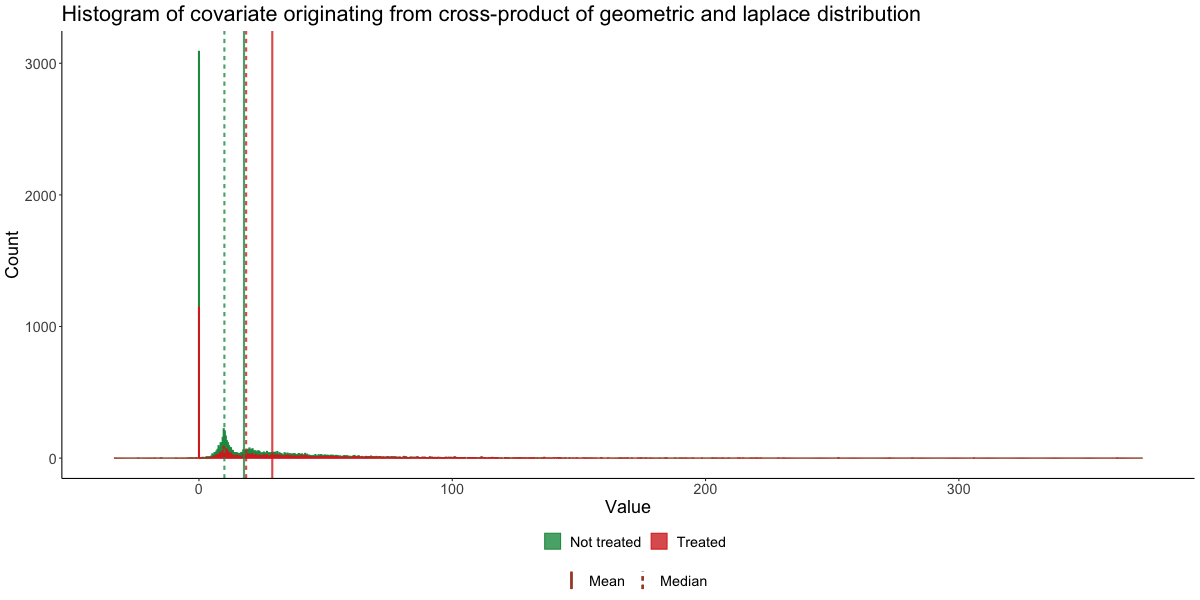 Histogram of covariate originating from cross-product of geometric and laplace distribution
3000
2000
1000
0
Count
0 100 200 300
Value
Not treated Treated
Mean Median